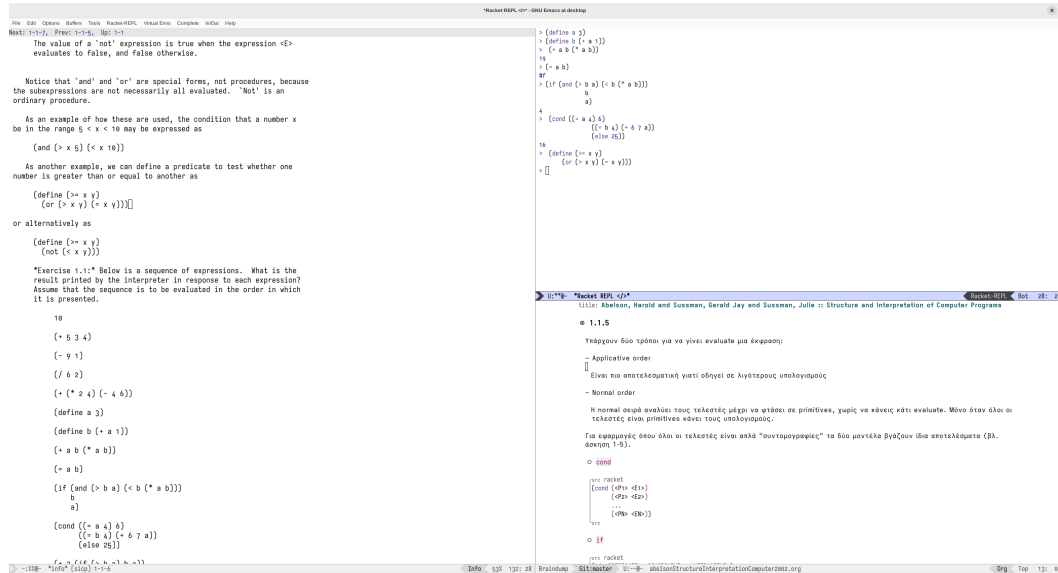 *Racket REPL </>* - GNU Emacs at desktop
File Edit Options Buffers Tools Racket-REPL Virtual Envs Complete In/Out Help
Next: 1-1-7, Prev: 1-1-5, Up: 1-1
The value of a `not' expression is true when the expression <E>
evaluates to false, and false otherwise.
Notice that `and' and `or' are special forms, not procedures, because
the subexpressions are not necessarily all evaluated. `Not' is an
ordinary procedure.
As an example of how these are used, the condition that a number x
be in the range 5 < x < 10 may be expressed as
(and (> x 5) (< x 10))
As another example, we can define a predicate to test whether one
number is greater than or equal to another as
(define (>= x y)
(or (> x y) (= x y)))
or alternatively as
(define (>= x y)
(not (< x y)))
*Exercise 1.1:* Below is a sequence of expressions. What is the
result printed by the interpreter in response to each expression?
Assume that the sequence is to be evaluated in the order in which
it is presented.
10
(+ 5 3 4)
(- 9 1)
(/ 6 2)
(+ (* 2 4) (- 4 6))
(define a 3)
(define b (+ a 1))
(+ a b (* a b))
(= a b)
(if (and (> b a) (< b (* a b)))
b
a)
(cond ((= a 4) 6)
((= b 4) (+ 6 7 a))
(else 25))
(+ 2 (if (> b a) b a))
-:%%@- *info* (sicp) 1-1-6 Info 53% 132: 28
> (define a 3)
> (define b (+ a 1))
> (+ a b (* a b))
19
> (= a b)
#f
> (if (and (> b a) (< b (* a b)))
b
a)
4
> (cond ((= a 4) 6)
((= b 4) (+ 6 7 a))
(else 25))
16
> (define (>= x y)
(or (> x y) (= x y)))
>
U:**@- *Racket REPL </>* Racket-REPL Bot 28: 2
title: Abelson, Harold and Sussman, Gerald Jay and Sussman, Julie :: Structure and Interpretation of Computer Programs
⊙ 1.1.5
Υπάρχουν δύο τρόποι για να γίνει evaluate μια έκφραση:
– Applicative order
Είναι πιο αποτελεσματική γιατί οδηγεί σε λιγότερους υπολογισμούς
– Normal order
Η normal σειρά αναλύει τους τελεστές μέχρι να φτάσει σε primitives, χωρίς να κάνεις κάτι evaluate. Μόνο όταν όλοι οι
τελεστές είναι primitives κάνει τους υπολογισμούς.
Για εφαρμογές όπου όλοι οι τελεστές είναι απλά "συντομογραφίες" τα δύο μοντέλα βγάζουν ίδια αποτελέσματα (βλ.
άσκηση 1-5).
○ cond
src racket
(cond (<P1> <E1>)
(<P2> <E2>)
...
(<PN> <EN>))
src
○ if
src racket
Braindump Git:master U:--@- abelsonStructureInterpretationComputer2002.org Org Top 13: 0